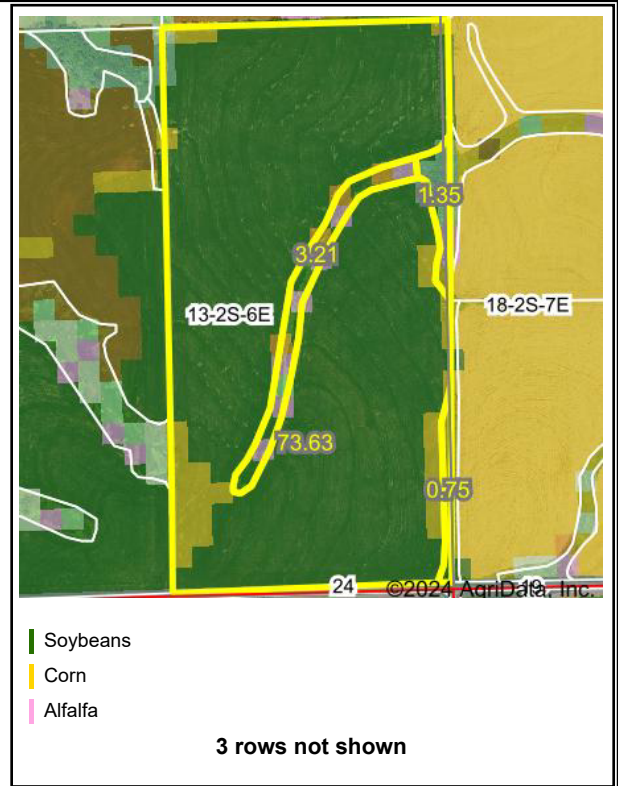 1.35
3.21
13-2S-6E
18-2S-7E
73.63
0.75
24
©2024 AgriData, Inc.
Soybeans
Corn
Alfalfa
3 rows not shown